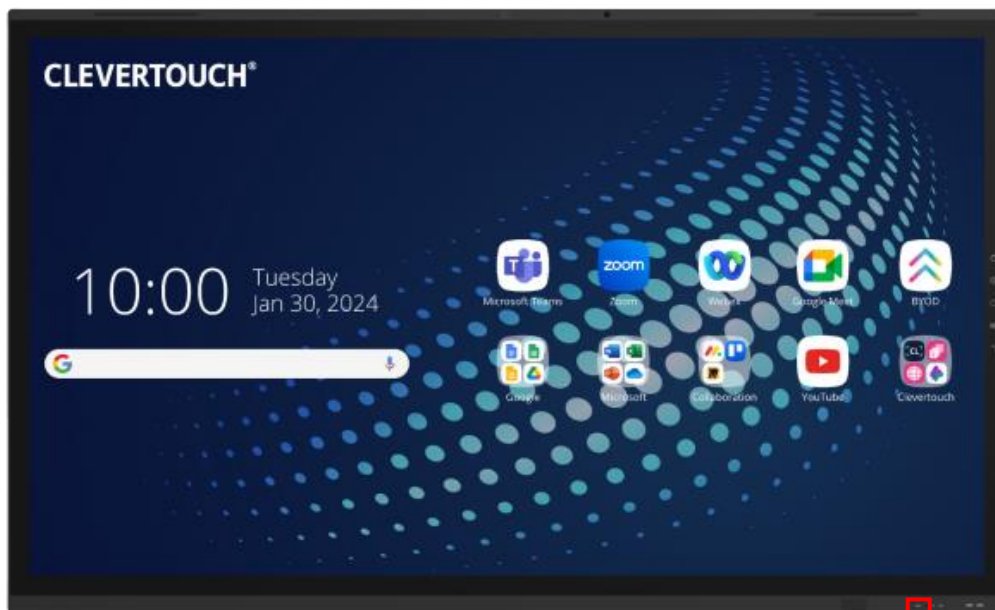 CLEVERTOUCH®
10:00
Tuesday
Jan 30, 2024
zoom
Microsoft Teams
Zoom
Webex
Google Meet
BYOD
Google
Microsoft
Collaboration
YouTube
Clevertouch